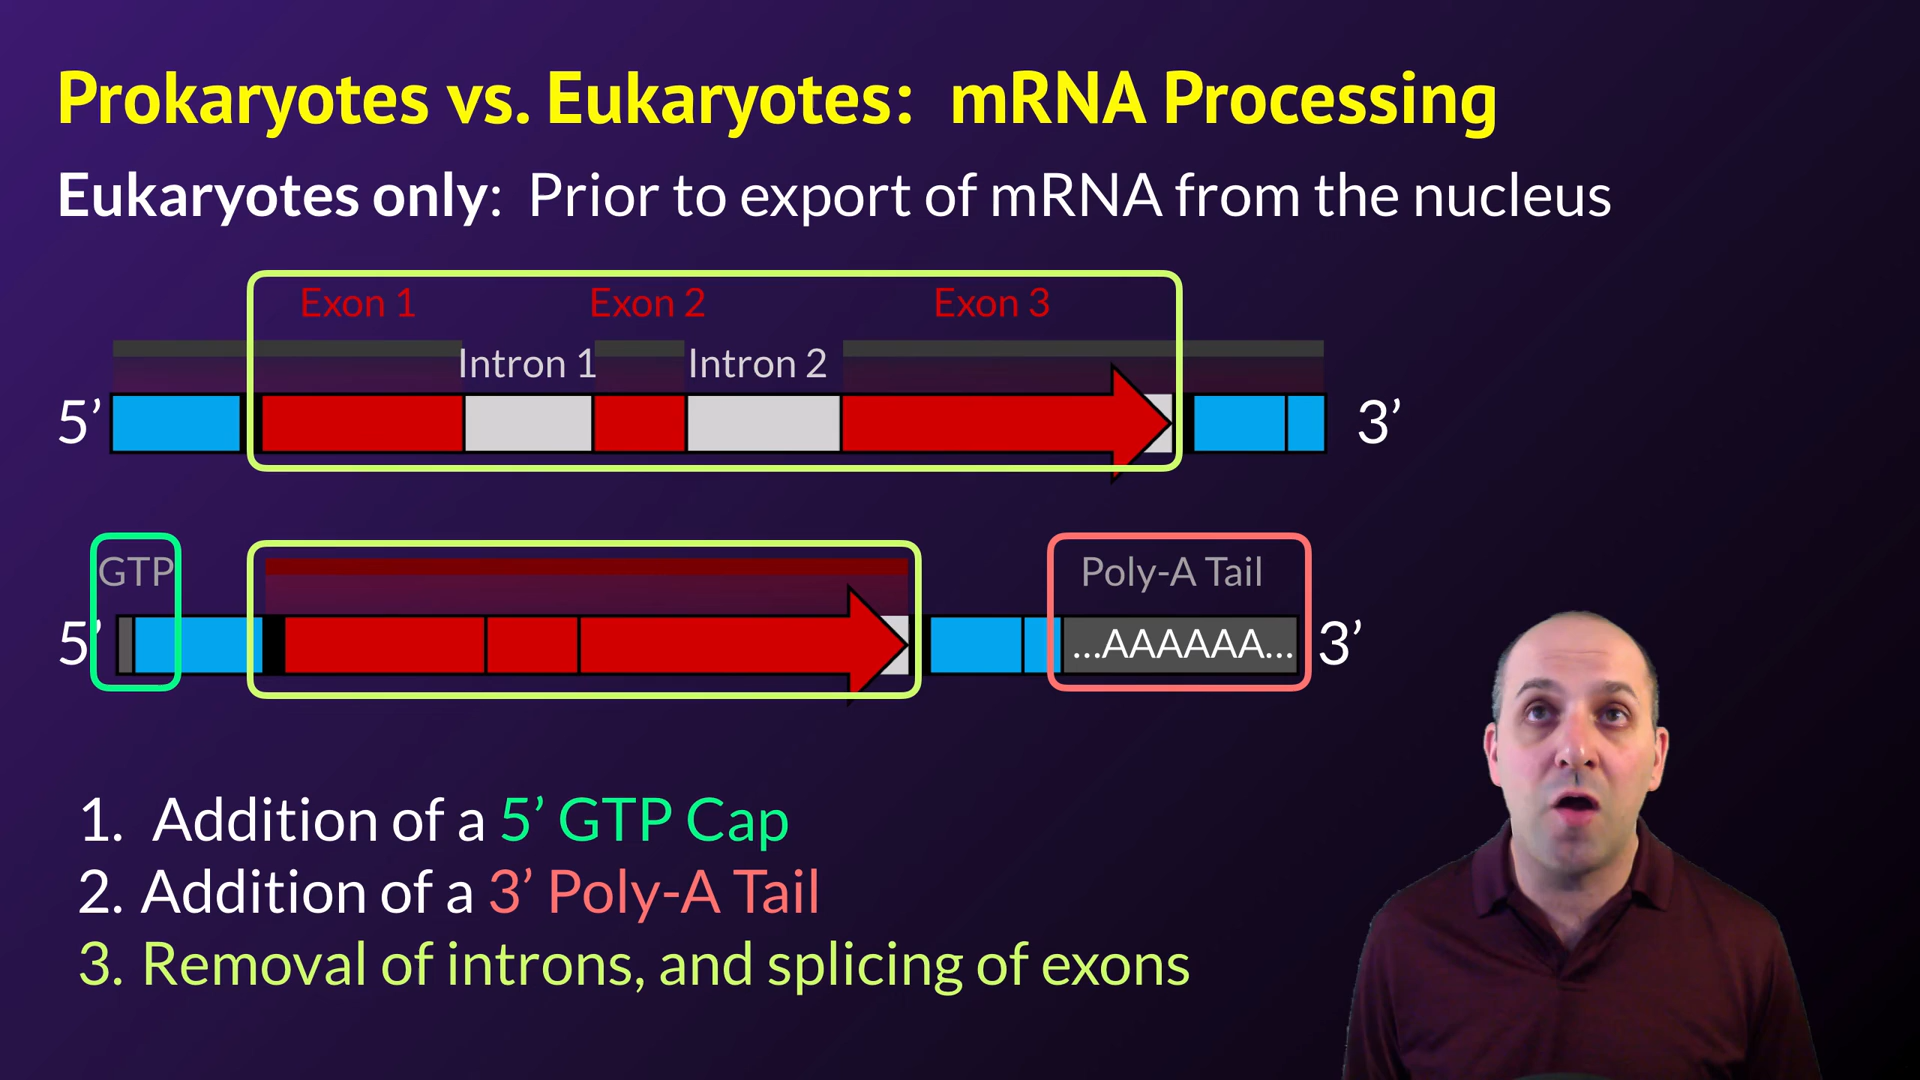 Prokaryotes vs. Eukaryotes: mRNA Processing
Eukaryotes only: Prior to export of mRNA from the nucleus
Exon 1 Exon 2 Exon 3
Intron 1 Intron 2
5’ 3’
GTP Poly-A Tail
5’ ...AAAAAA... 3’
1. Addition of a 5’ GTP Cap
2. Addition of a 3’ Poly-A Tail
3. Removal of introns, and splicing of exons